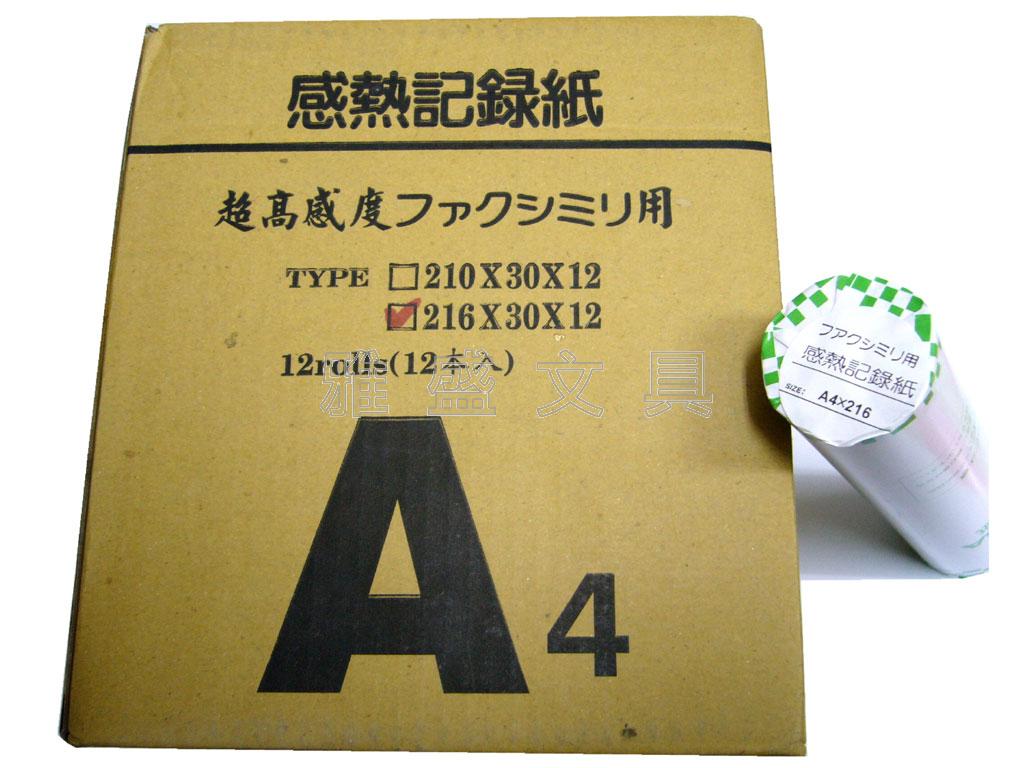 感熱記録紙
超高感度ファクシミリ用
TYPE □210X30X12
☑216X30X12
12rolls(12本入)
雅盛文具
A4
ファクシミリ用
感熱記録紙
SIZE: A4×216